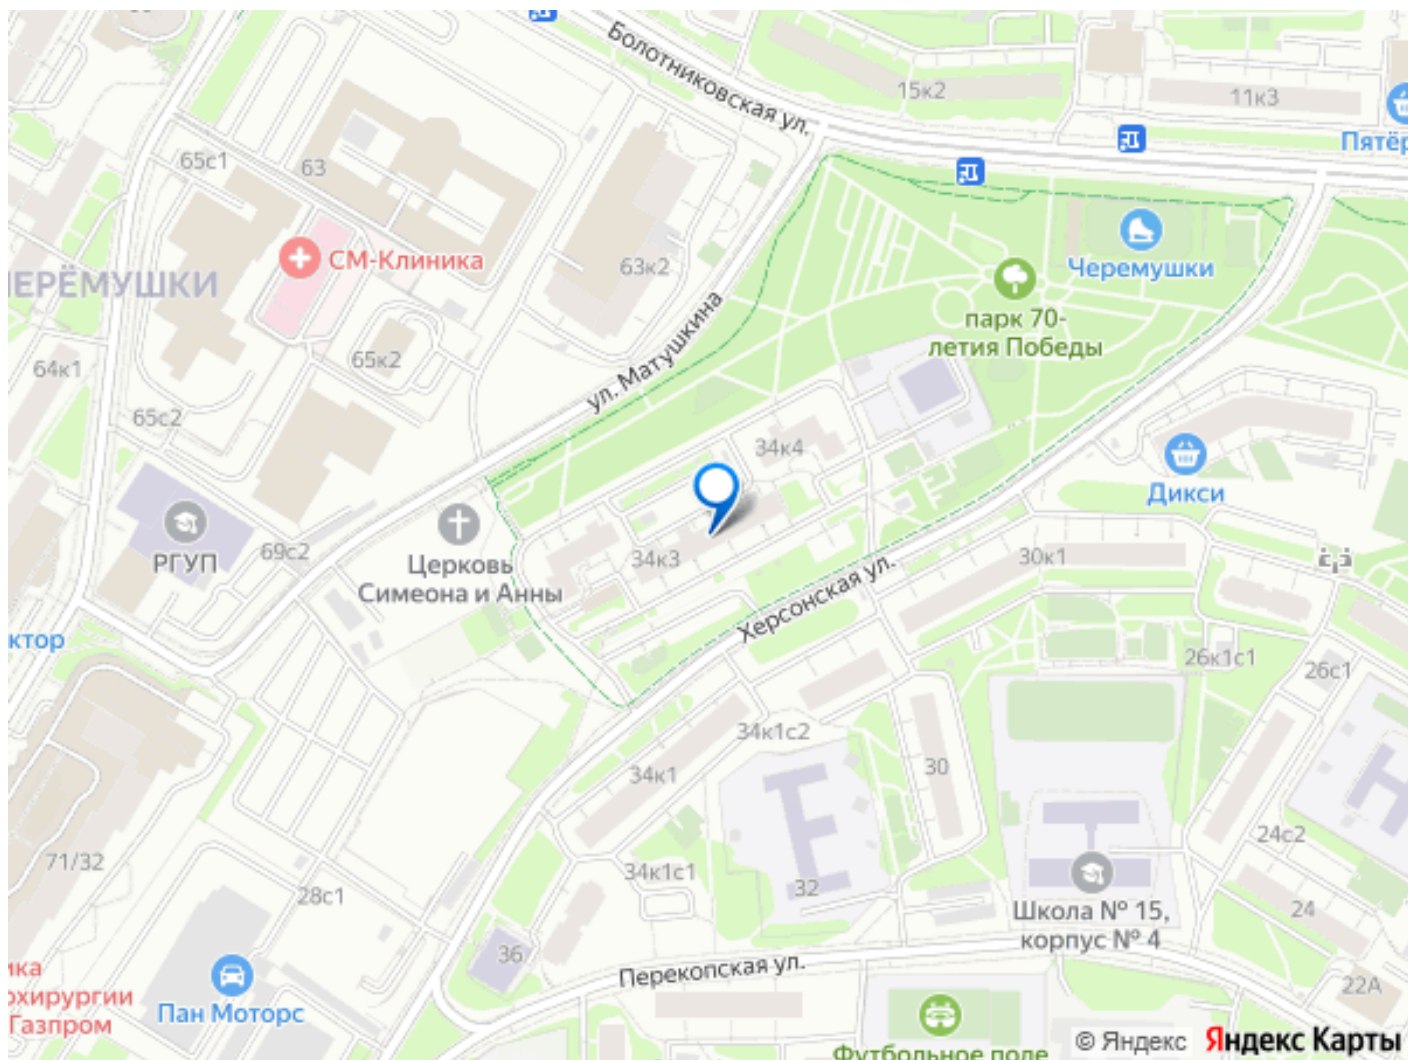 Болотниковская ул.
15к2
11к3
Пятёр
65с1
63
СМ-Клиника
63к2
Черемушки
парк 70-
летия Победы
ЕРЁМУШКИ
ул. Матушкина
64к1
65к2
65с2
34к4
Дикси
РГУП
69с2
Церковь
Симеона и Анны
34к3
30к1
Херсонская ул.
ктор
26к1с1
26с1
34к1с2
34к1
30
71/32
28с1
34к1с1
32
24с2
24
Школа № 15,
корпус № 4
36
Перекопская ул.
22А
ика
охирургии
Газпром
Пан Моторс
Футбольное поле
© Яндекс Яндекс Карты